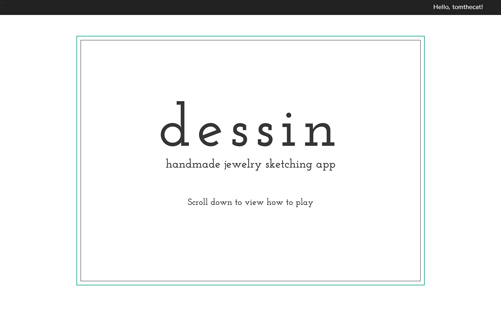 Hello, tomthecat!
dessin
handmade jewelry sketching app
Scroll down to view how to play